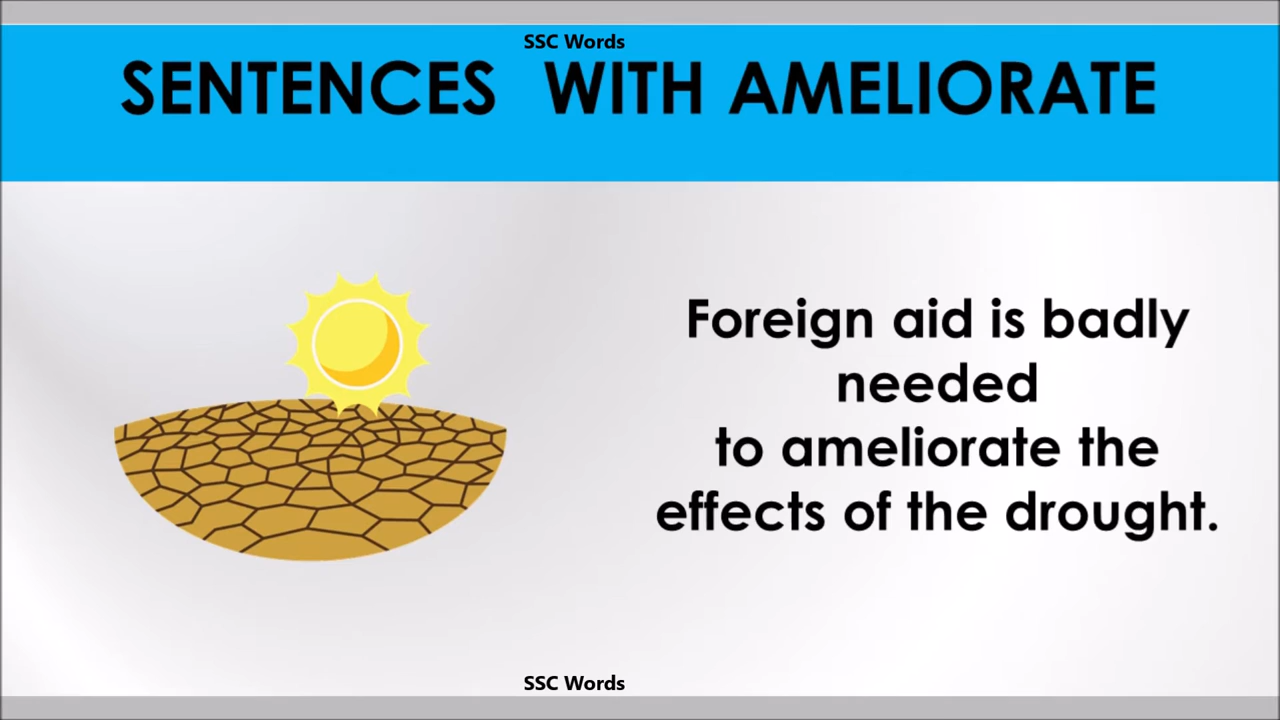 SSC Words
SENTENCES WITH AMELIORATE
Foreign aid is badly
needed
to ameliorate the
effects of the drought.
SSC Words